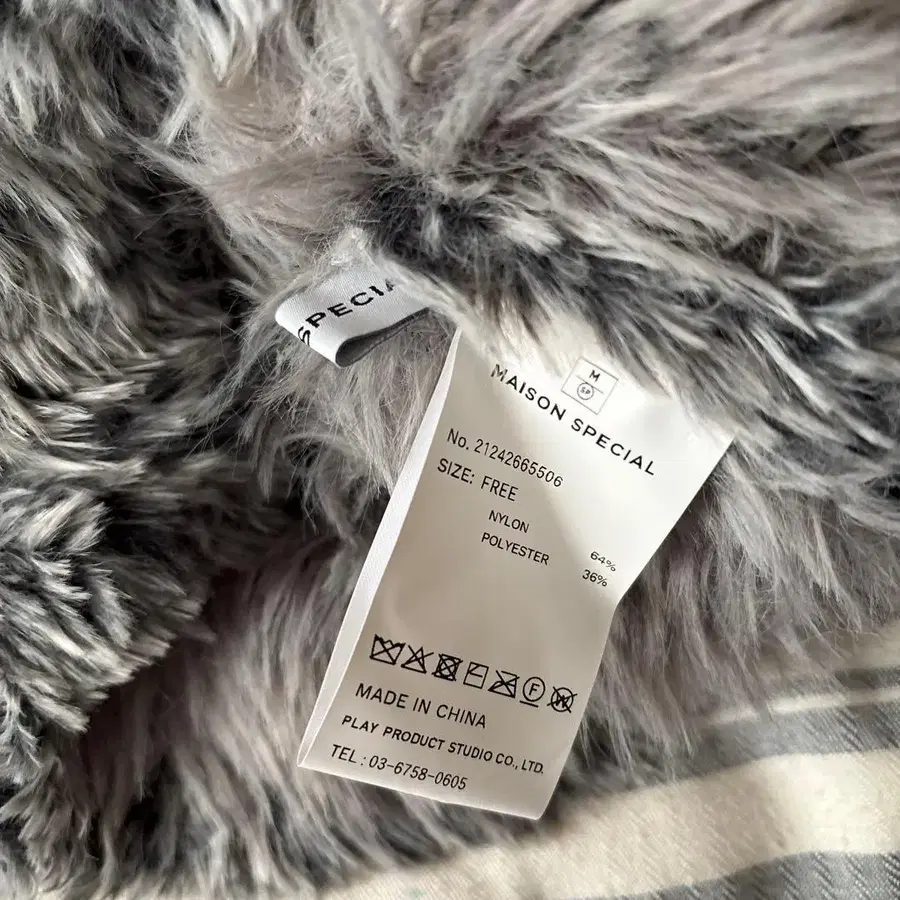 SPECIA
M
SP
MAISON SPECIAL
No. 21242665506
SIZE: FREE
NYLON 64%
POLYESTER 36%
F
W
MADE IN CHINA
PLAY PRODUCT STUDIO CO., LTD.
TEL : 03-6758-0605